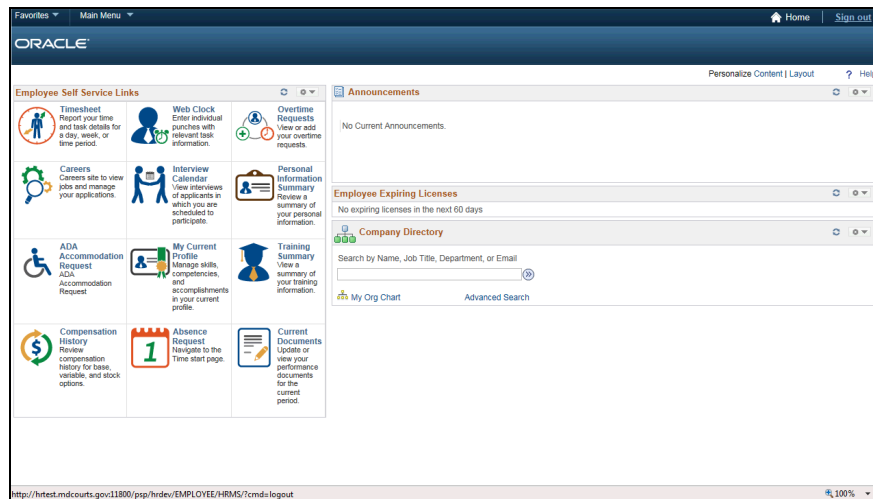 Favorites Main Menu Home Sign out
ORACLE
Personalize Content | Layout ? Help
Employee Self Service Links
Timesheet
Report your time
and task details for
a day, week, or
time period.
Web Clock
Enter individual
punches with
relevant task
information.
Overtime
Requests
View or add
your overtime
requests.
Careers
Careers site to view
jobs and manage
your applications.
Interview
Calendar
View interviews
of applicants in
which you are
scheduled to
participate.
Personal
Information
Summary
Review a
summary of
your personal
information.
ADA
Accommodation
Request
ADA
Accommodation
Request
My Current
Profile
Manage skills,
competencies,
and
accomplishments
in your current
profile.
Training
Summary
View a
summary of
your training
information.
Compensation
History
Review
compensation
history for base,
variable, and stock
options.
1
Absence
Request
Navigate to the
Time start page.
Current
Documents
Update or
view your
performance
documents
for the
current
period.
Announcements
No Current Announcements.
Employee Expiring Licenses
No expiring licenses in the next 60 days
Company Directory
Search by Name, Job Title, Department, or Email
My Org Chart Advanced Search
http://hrtest.mdcourts.gov:11800/psp/hrdev/EMPLOYEE/HRMS/?cmd=logout 100%